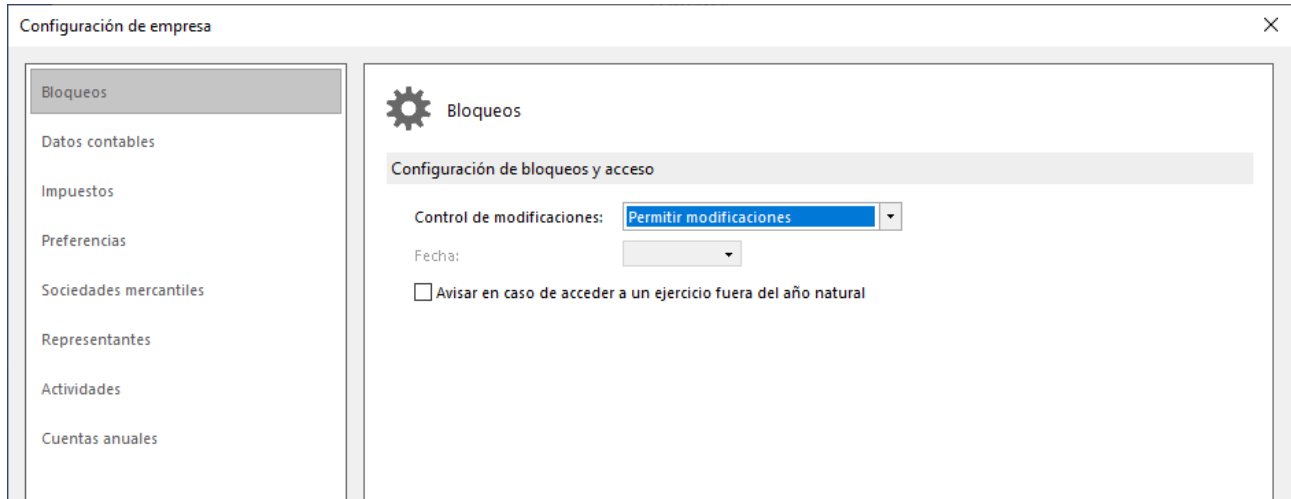 Configuración de empresa
Bloqueos
Datos contables
Impuestos
Preferencias
Sociedades mercantiles
Representantes
Actividades
Cuentas anuales
Bloqueos
Configuración de bloqueos y acceso
Control de modificaciones: Permitir modificaciones
Fecha:
Avisar en caso de acceder a un ejercicio fuera del año natural